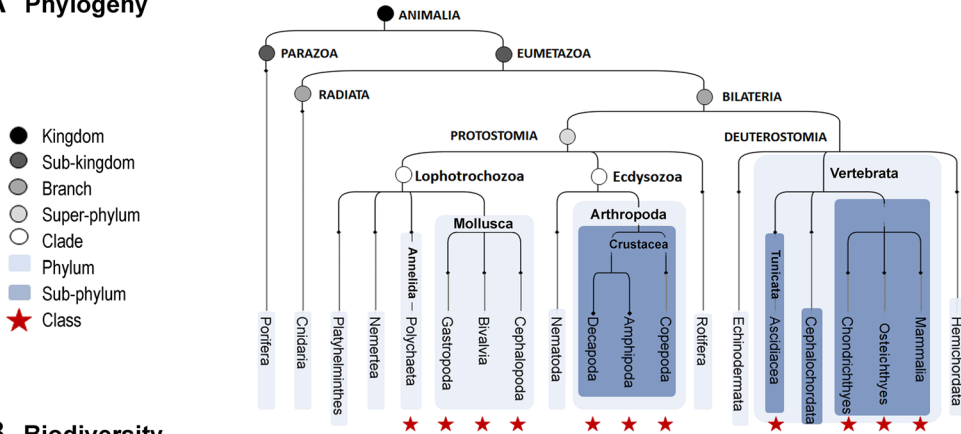 A Phylogeny
ANIMALIA
PARAZOA
EUMETAZOA
RADIATA
BILATERIA
PROTOSTOMIA
DEUTEROSTOMIA
Kingdom
Sub-kingdom
Branch
Super-phylum
Clade
Phylum
Sub-phylum
Class
Lophotrochozoa
Ecdysozoa
Vertebrata
Mollusca
Arthropoda
Crustacea
Annelida
Tunicata
Porifera
Cnidaria
Platyhelminthes
Nemertea
Polychaeta
Gastropoda
Bivalvia
Cephalopoda
Nematoda
Decapoda
Amphipoda
Copepoda
Rotifera
Echinodermata
Ascidiacea
Cephalochordata
Chondrichthyes
Osteichthyes
Mammalia
Hemichordata
B Biodiversity